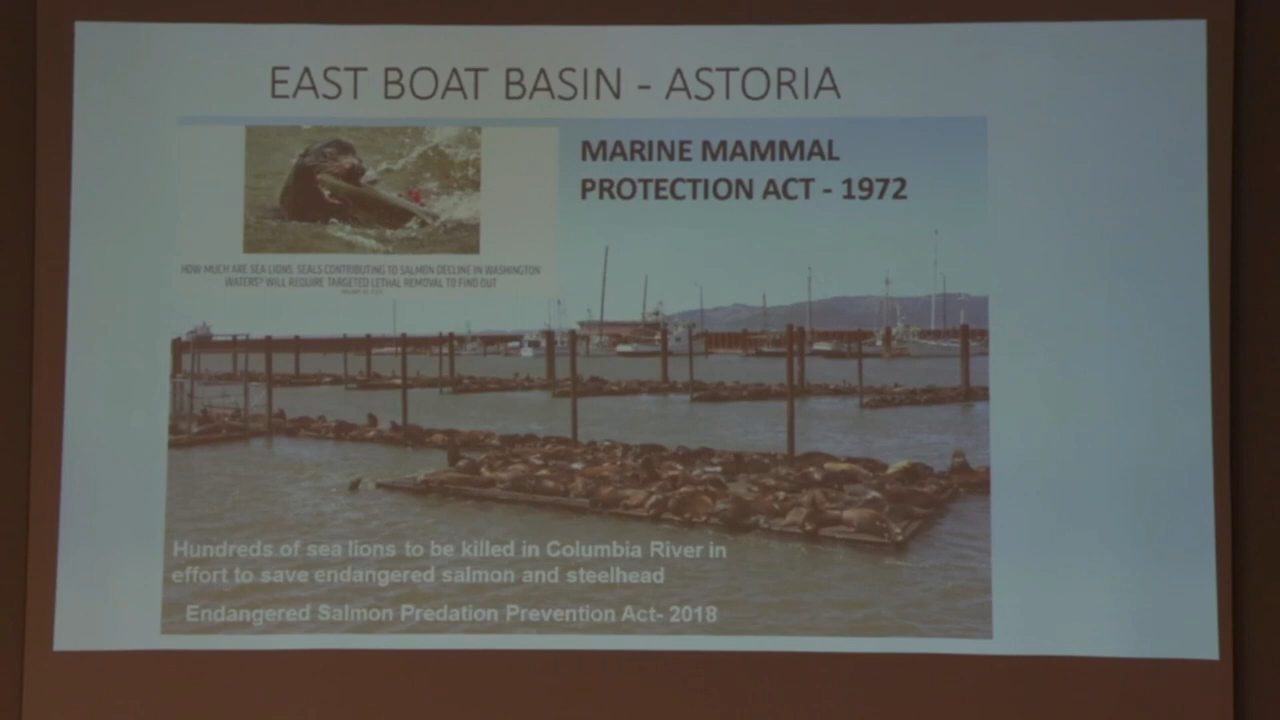 EAST BOAT BASIN - ASTORIA
MARINE MAMMAL
PROTECTION ACT - 1972
HOW MUCH ARE SEA LIONS, SEALS CONTRIBUTING TO SALMON DECLINE IN WASHINGTON
WATERS? WILL REQUIRE TARGETED LETHAL REMOVAL TO FIND OUT
Hundreds of sea lions to be killed in Columbia River in
effort to save endangered salmon and steelhead
Endangered Salmon Predation Prevention Act- 2018